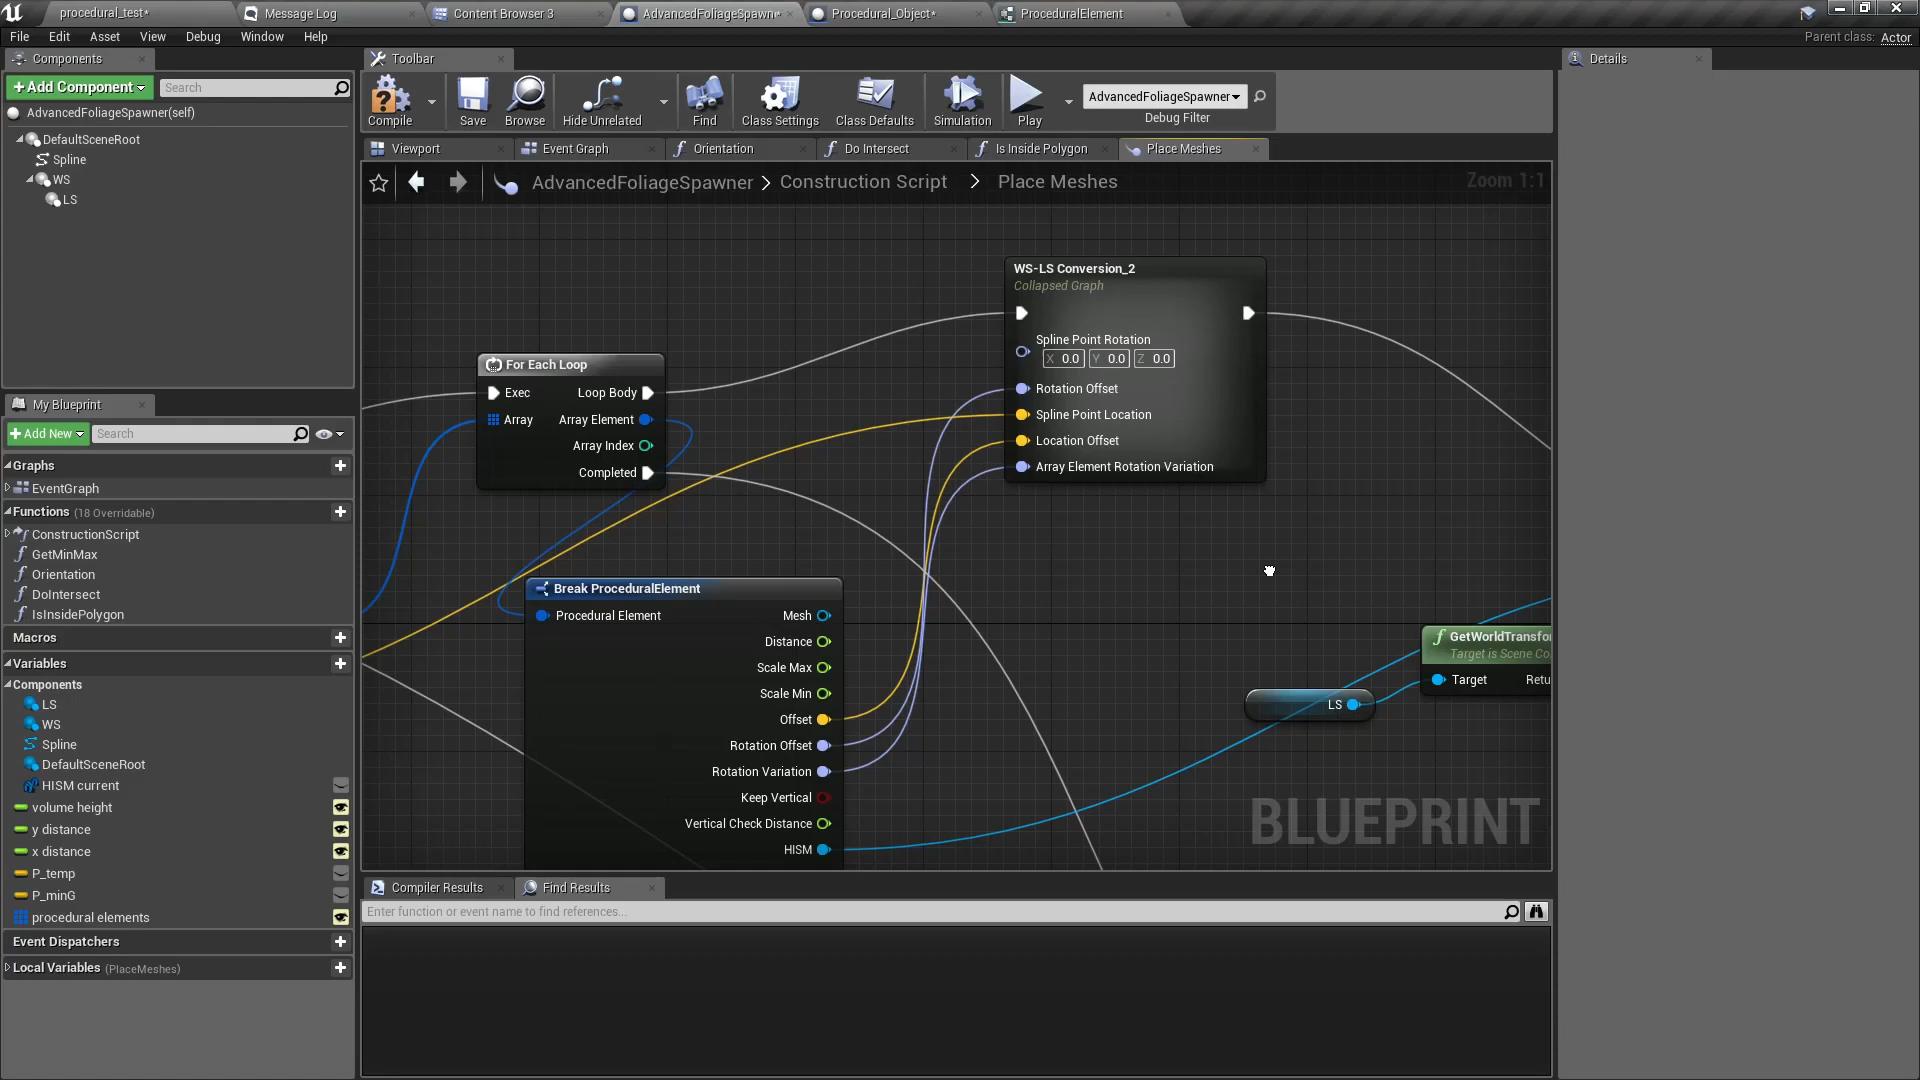 procedural_test*
Message Log
Content Browser 3
AdvancedFoliageSpawn
Procedural_Object*
ProceduralElement
File
Edit
Asset
View
Debug
Window
Help
Parent class:
Actor
Components
Toolbar
Details
+Add Component
Search
AdvancedFoliageSpawner(self)
DefaultSceneRoot
Spline
WS
LS
Compile
Save
Browse
Hide Unrelated
Find
Class Settings
Class Defaults
Simulation
Play
AdvancedFoliageSpawner
Debug Filter
Viewport
Event Graph
Orientation
Do Intersect
Is Inside Polygon
Place Meshes
AdvancedFoliageSpawner > Construction Script > Place Meshes
Zoom 1:1
My Blueprint
+Add New
Search
Graphs
EventGraph
Functions (18 Overridable)
ConstructionScript
GetMinMax
Orientation
DoIntersect
IsInsidePolygon
Macros
Variables
Components
LS
WS
Spline
DefaultSceneRoot
HISM current
volume height
y distance
x distance
P_temp
P_minG
procedural elements
Event Dispatchers
Local Variables (PlaceMeshes)
For Each Loop
Exec
Loop Body
Array
Array Element
Array Index
Completed
WS-LS Conversion_2
Collapsed Graph
Spline Point Rotation
X 0.0 Y 0.0 Z 0.0
Rotation Offset
Spline Point Location
Location Offset
Array Element Rotation Variation
Break ProceduralElement
Procedural Element
Mesh
Distance
Scale Max
Scale Min
Offset
Rotation Offset
Rotation Variation
Keep Vertical
Vertical Check Distance
HISM
GetWorldTransfo
Target is Scene Co
Target
Retu
LS
BLUEPRINT
Compiler Results
Find Results
Enter function or event name to find references...